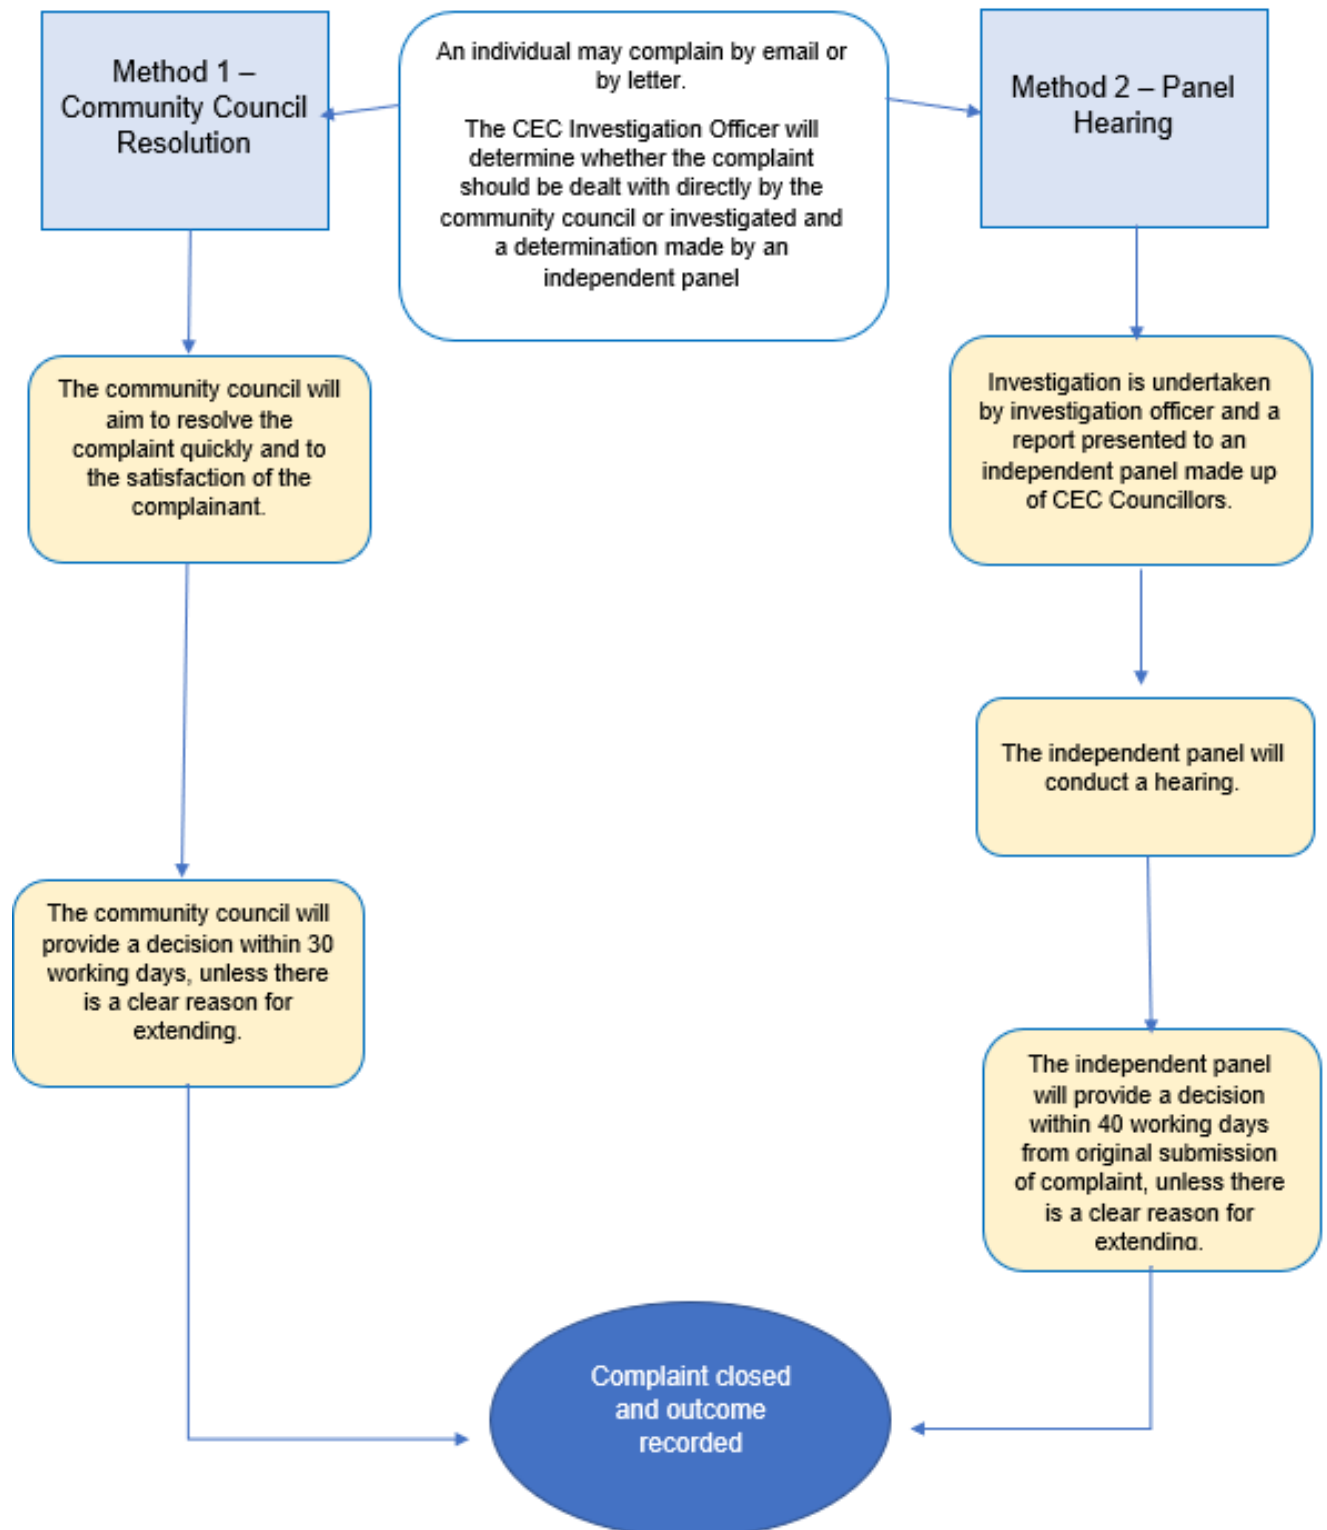 Method 1 –
Community Council
Resolution
An individual may complain by email or
by letter.
The CEC Investigation Officer will
determine whether the complaint
should be dealt with directly by the
community council or investigated and
a determination made by an
independent panel
Method 2 – Panel
Hearing
The community council will
aim to resolve the
complaint quickly and to
the satisfaction of the
complainant.
Investigation is undertaken
by investigation officer and a
report presented to an
independent panel made up
of CEC Councillors.
The independent panel will
conduct a hearing.
The community council will
provide a decision within 30
working days, unless there
is a clear reason for
extending.
The independent panel
will provide a decision
within 40 working days
from original submission
of complaint, unless there
is a clear reason for
extending.
Complaint closed
and outcome
recorded